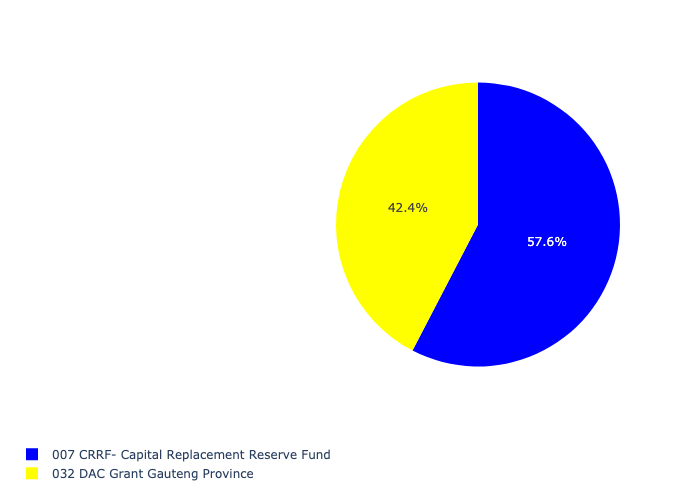 42.4%
57.6%
007 CRRF- Capital Replacement Reserve Fund
032 DAC Grant Gauteng Province